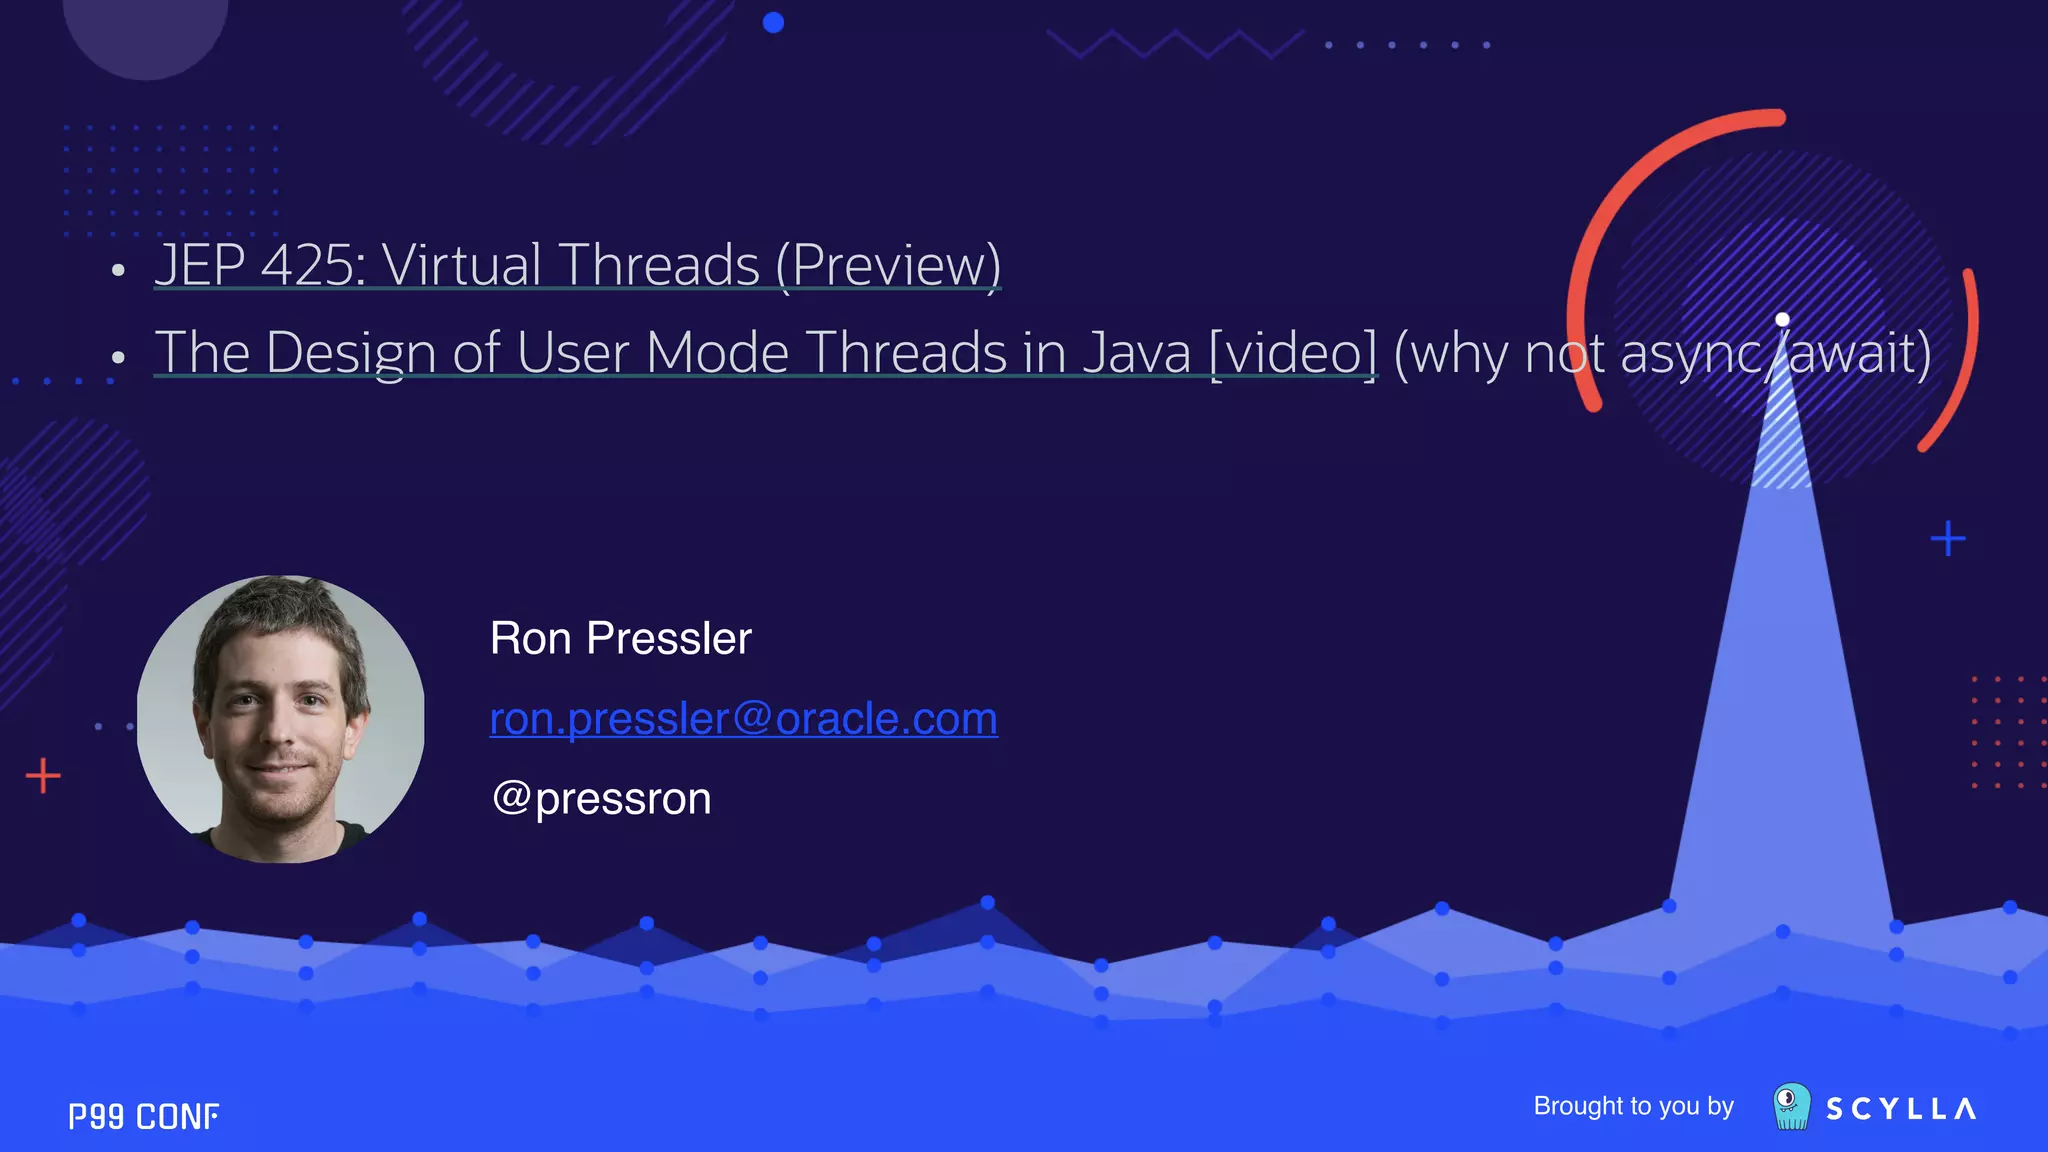 • JEP 425: Virtual Threads (Preview)
• The Design of User Mode Threads in Java [video] (why not async/await)
Ron Pressler
ron.pressler@oracle.com
@pressron
P99 CONF
Brought to you by
SCYLLA